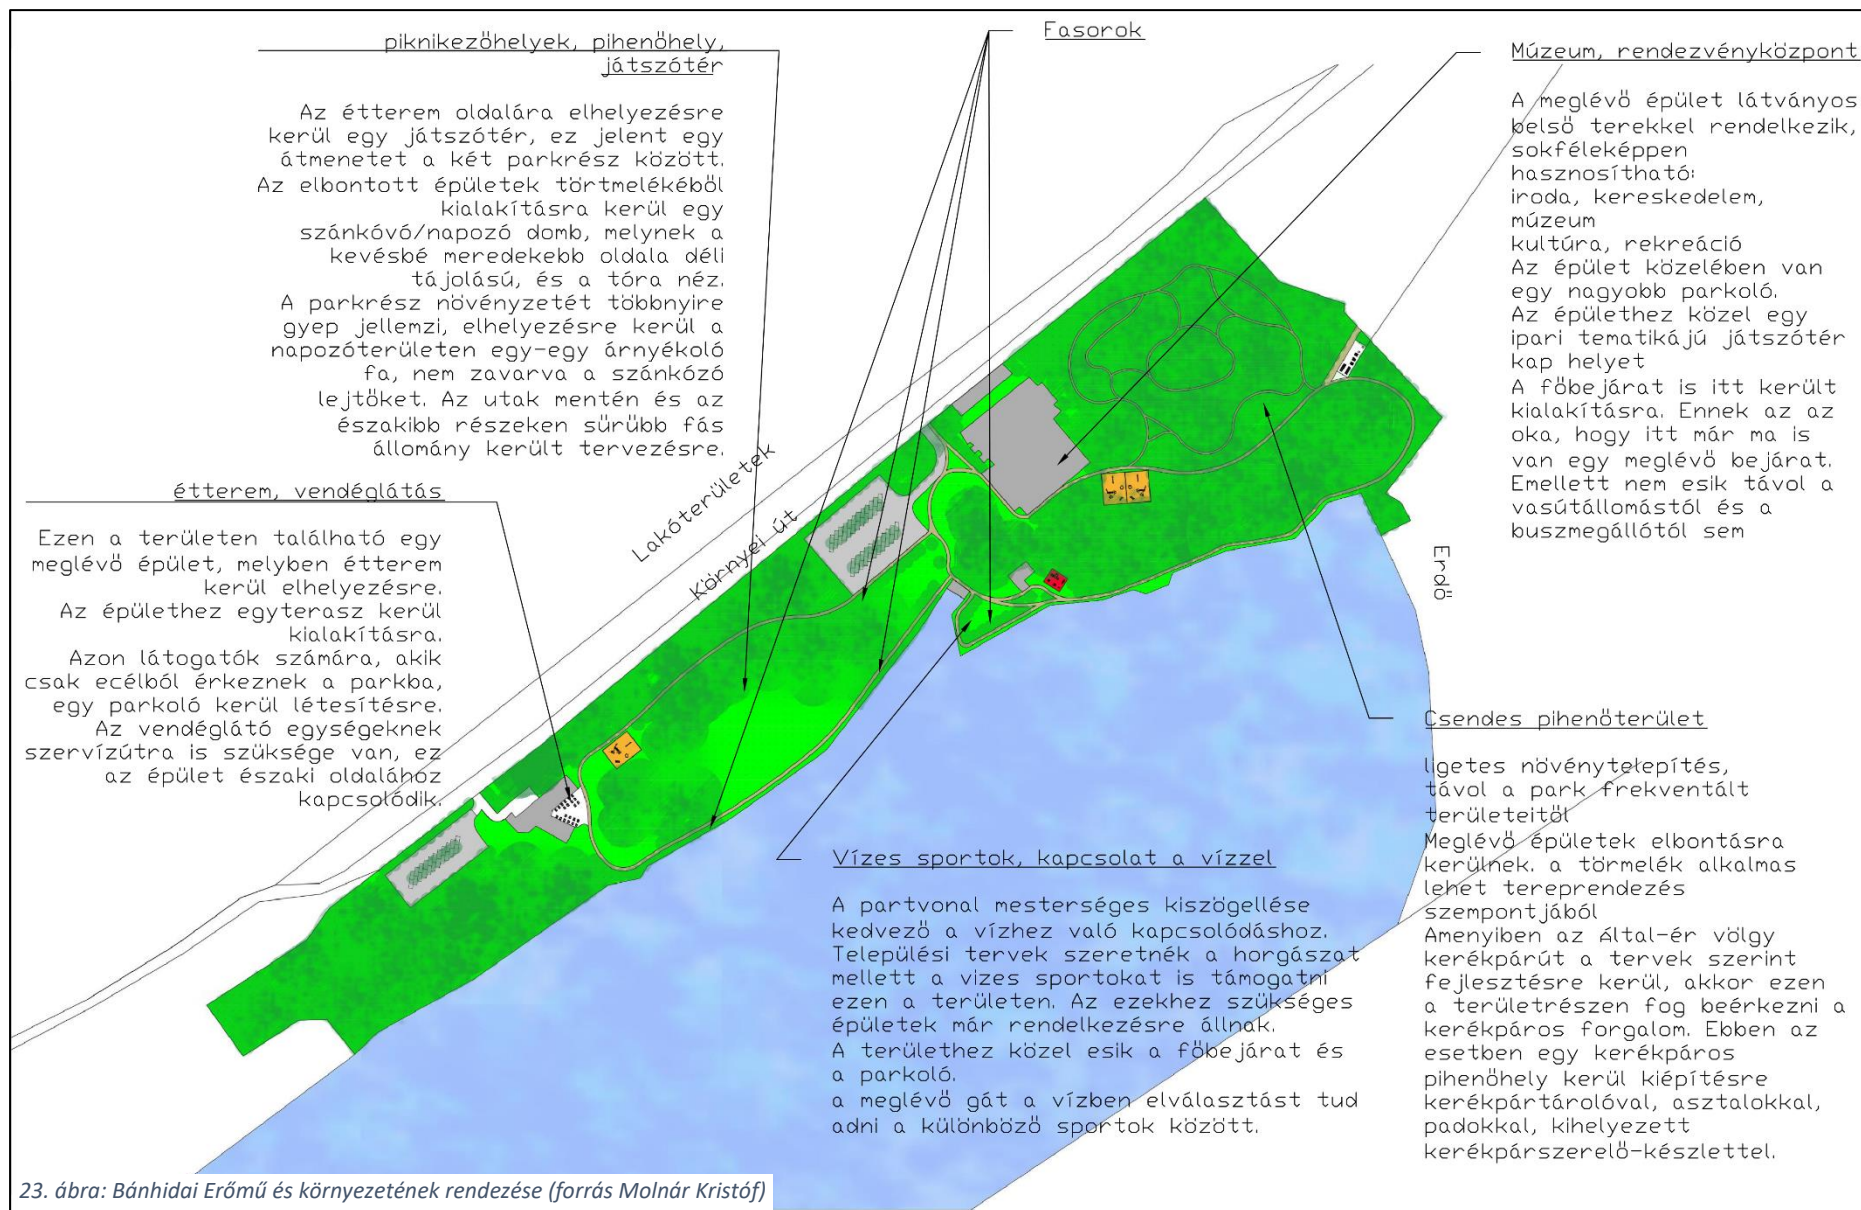 piknikezőhelyek, pihenőhely,
játszótér
Az étterem oldalára elhelyezésre
kerül egy játszótér, ez jelent egy
átmenetet a két parkrész között.
Az elbontott épületek törtmelékéből
kialakításra kerül egy
szánkóvó/napozó domb, melynek a
kevésbé meredekebb oldala déli
tájolású, és a tóra néz.
A parkrész növényzetét többnyire
gyep jellemzi, elhelyezésre kerül a
napozóterületen egy-egy árnyékoló
fa, nem zavarva a szánkózó
lejtőket. Az utak mentén és az
északibb részeken sűrűbb fás
állomány került tervezésre.
étterem, vendéglátás
Ezen a területen található egy
meglévő épület, melyben étterem
kerül elhelyezésre.
Az épülethez egyterasz kerül
kialakításra.
Azon látogatók számára, akik
csak ecélból érkeznek a parkba,
egy parkoló kerül létesítésre.
Az vendéglátó egységeknek
szervízútra is szüksége van, ez
az épület északi oldalához
kapcsolódik.
Fasorok
Lakóterületek
Környei út
Múzeum, rendezvényközpont
A meglévő épület látványos
belső terekkel rendelkezik,
sokféleképpen
hasznosítható:
iroda, kereskedelem,
múzeum
kultúra, rekreáció
Az épület közelében van
egy nagyobb parkoló.
Az épülethez közel egy
ipari tematikájú játszótér
kap helyet
A főbejárat is itt került
kialakításra. Ennek az az
oka, hogy itt már ma is
van egy meglévő bejárat.
Emellett nem esik távol a
vasútállomástól és a
buszmegállótól sem
Erdő
Csendes pihenőterület
ligetes növénytelepítés,
távol a park frekventált
területeitől
Meglévő épületek elbontásra
kerülnek. a törmelék alkalmas
lehet tereprendezés
szempontjából
Amenyiben az Által-ér völgy
kerékpárút a tervek szerint
fejlesztésre kerül, akkor ezen
a területrészen fog beérkezni a
kerékpáros forgalom. Ebben az
esetben egy kerékpáros
pihenőhely kerül kiépítésre
kerékpártárolóval, asztalokkal,
padokkal, kihelyezett
kerékpárszerelő-készlettel.
Vízes sportok, kapcsolat a vízzel
A partvonal mesterséges kiszögellése
kedvező a vízhez való kapcsolódáshoz.
Települési tervek szeretnék a horgászat
mellett a vizes sportokat is támogatni
ezen a területen. Az ezekhez szükséges
épületek már rendelkezésre állnak.
A területhez közel esik a főbejárat és
a parkoló.
a meglévő gát a vízben elválasztást tud
adni a különböző sportok között.
23. ábra: Bánhidai Erőmű és környezetének rendezése (forrás Molnár Kristóf)